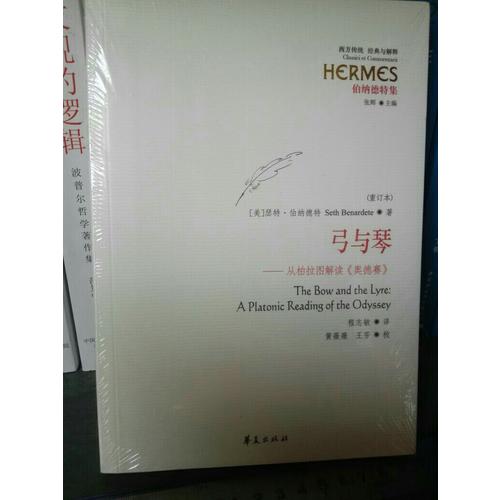 西方传统 经典与解释
Classici et Commentarii
HERMES
伯纳德特集
张辉 ◉ 主编
(重订本)
[美]瑟特·伯纳德特 Seth Benardete ◉ 著
弓与琴
——从柏拉图解读《奥德赛》
The Bow and the Lyre:
A Platonic Reading of the Odyssey
程志敏 ◉ 译
黄薇薇 王芳 ◉ 校
华夏出版社
的逻辑
波普尔哲学著作集
中国